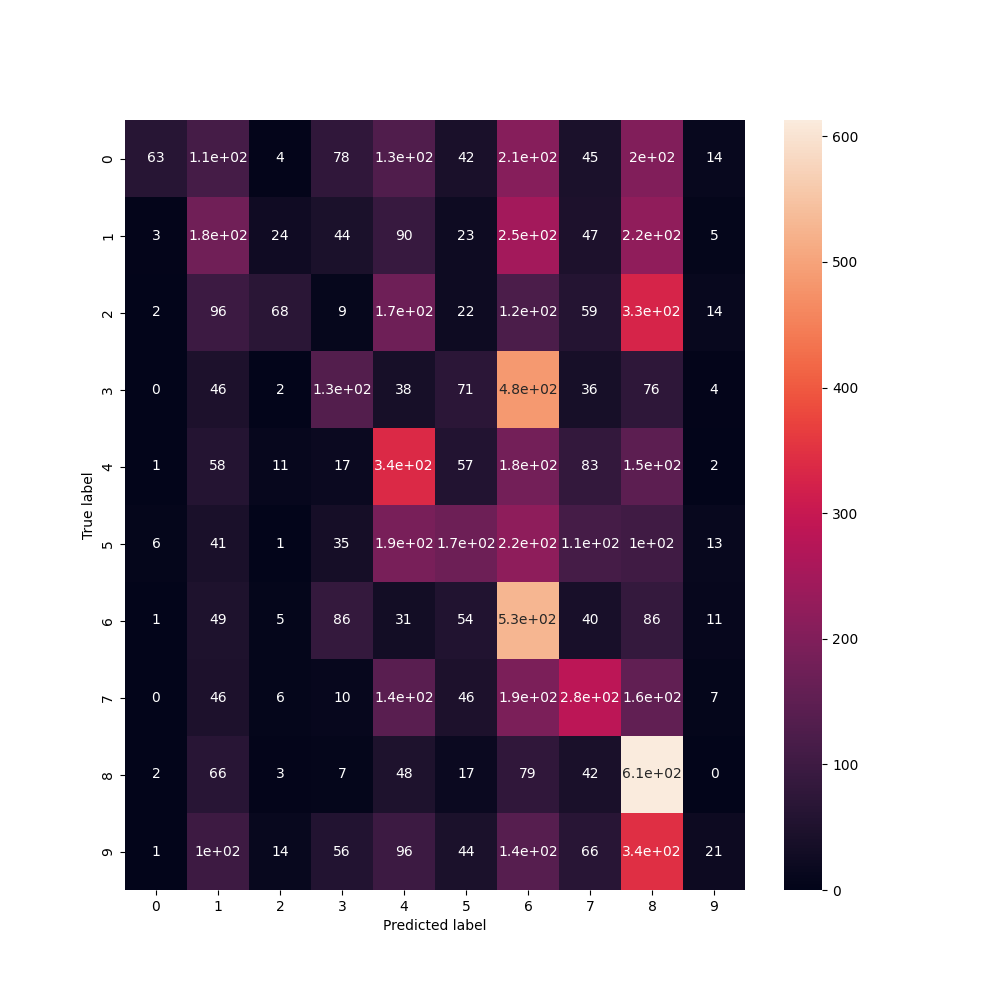 0 63 1.1e+02 4 78 1.3e+02 42 2.1e+02 45 2e+02 14
1 3 1.8e+02 24 44 90 23 2.5e+02 47 2.2e+02 5
2 2 96 68 9 1.7e+02 22 1.2e+02 59 3.3e+02 14
3 0 46 2 1.3e+02 38 71 4.8e+02 36 76 4
4 1 58 11 17 3.4e+02 57 1.8e+02 83 1.5e+02 2
5 6 41 1 35 1.9e+02 1.7e+02 2.2e+02 1.1e+02 1e+02 13
6 1 49 5 86 31 54 5.3e+02 40 86 11
7 0 46 6 10 1.4e+02 46 1.9e+02 2.8e+02 1.6e+02 7
8 2 66 3 7 48 17 79 42 6.1e+02 0
9 1 1e+02 14 56 96 44 1.4e+02 66 3.4e+02 21
0 1 2 3 4 5 6 7 8 9
Predicted label
True label
600
500
400
300
200
100
0